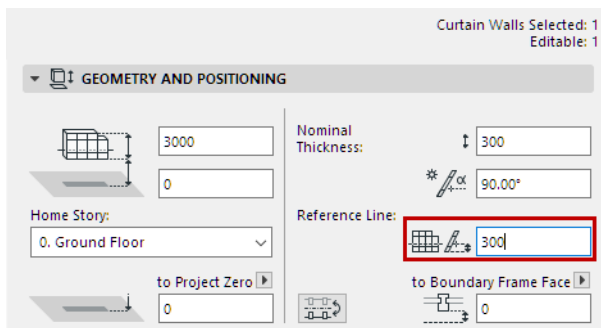 Curtain Walls Selected: 1
Editable: 1
GEOMETRY AND POSITIONING
3000
0
Home Story:
0. Ground Floor
to Project Zero
0
Nominal
Thickness:
300
α
90.00°
Reference Line:
300
to Boundary Frame Face
0